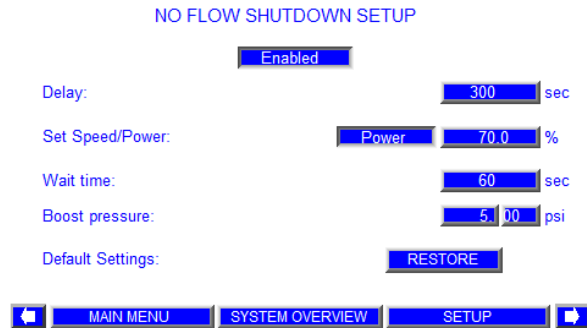 NO FLOW SHUTDOWN SETUP
Enabled
Delay: 300 sec
Set Speed/Power: Power 70.0 %
Wait time: 60 sec
Boost pressure: 5. 00 psi
Default Settings: RESTORE
MAIN MENU SYSTEM OVERVIEW SETUP